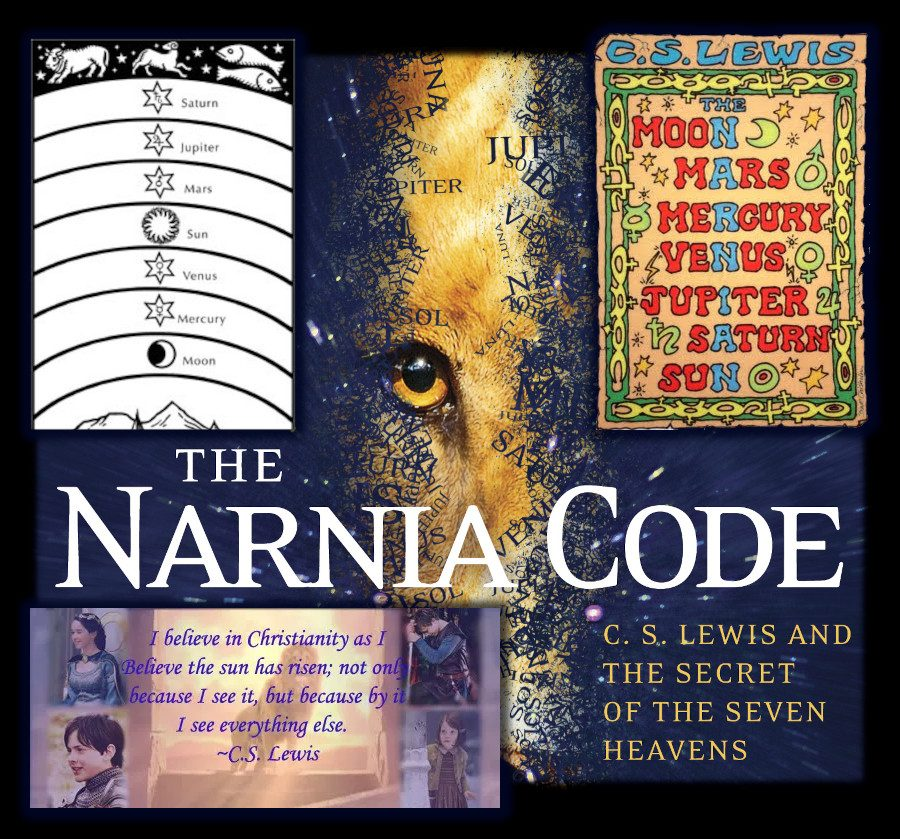 Saturn
Jupiter
Mars
Sun
Venus
Mercury
Moon
C.S. LEWIS
THE
MOON
MARS
MERCURY
VENUS
JUPITER
SATURN
SUN
JUPITER
SOL
THE
NARNIA CODE
C. S. LEWIS AND
THE SECRET
OF THE SEVEN
HEAVENS
I believe in Christianity as I
Believe the sun has risen; not only
because I see it, but because by it
I see everything else.
~C.S. Lewis